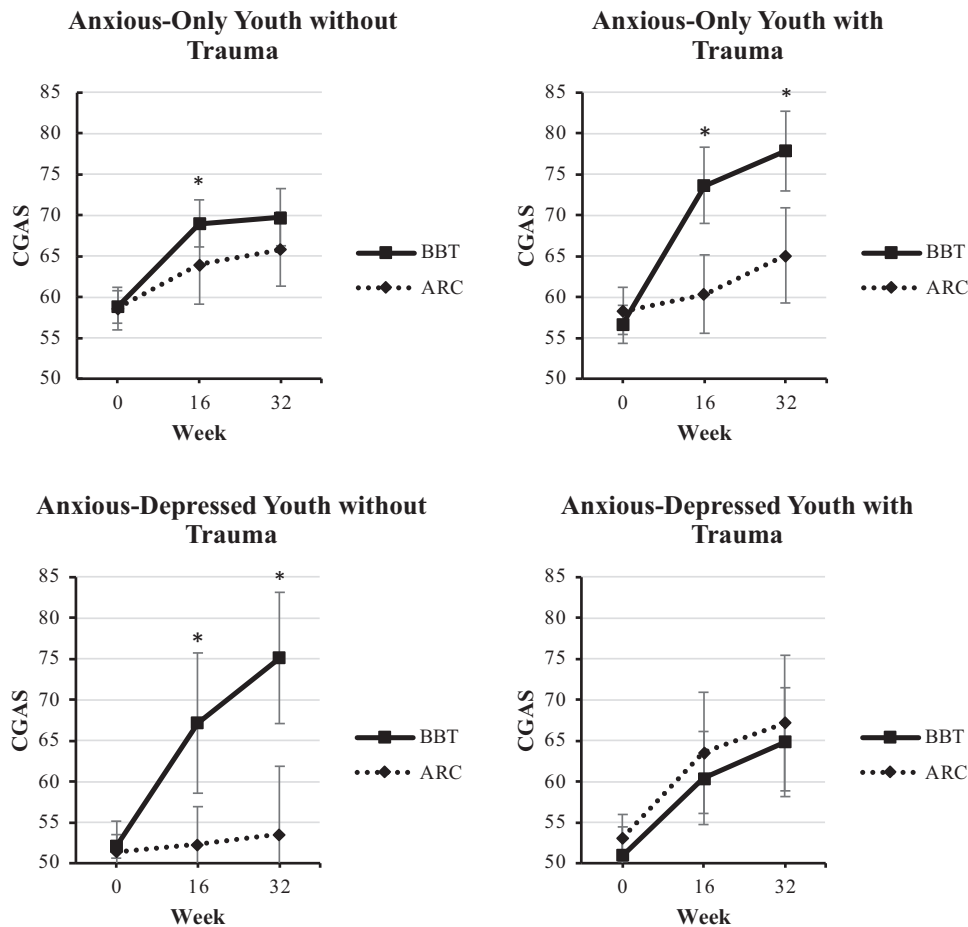 Anxious-Only Youth without
Trauma
85
80
75
70
65
60
55
50
CGAS
*
0 16 32
Week
BBT
ARC
Anxious-Only Youth with
Trauma
85
80
75
70
65
60
55
50
CGAS
*
*
0 16 32
Week
BBT
ARC
Anxious-Depressed Youth without
Trauma
85
80
75
70
65
60
55
50
CGAS
*
*
0 16 32
Week
BBT
ARC
Anxious-Depressed Youth with
Trauma
85
80
75
70
65
60
55
50
CGAS
0 16 32
Week
BBT
ARC